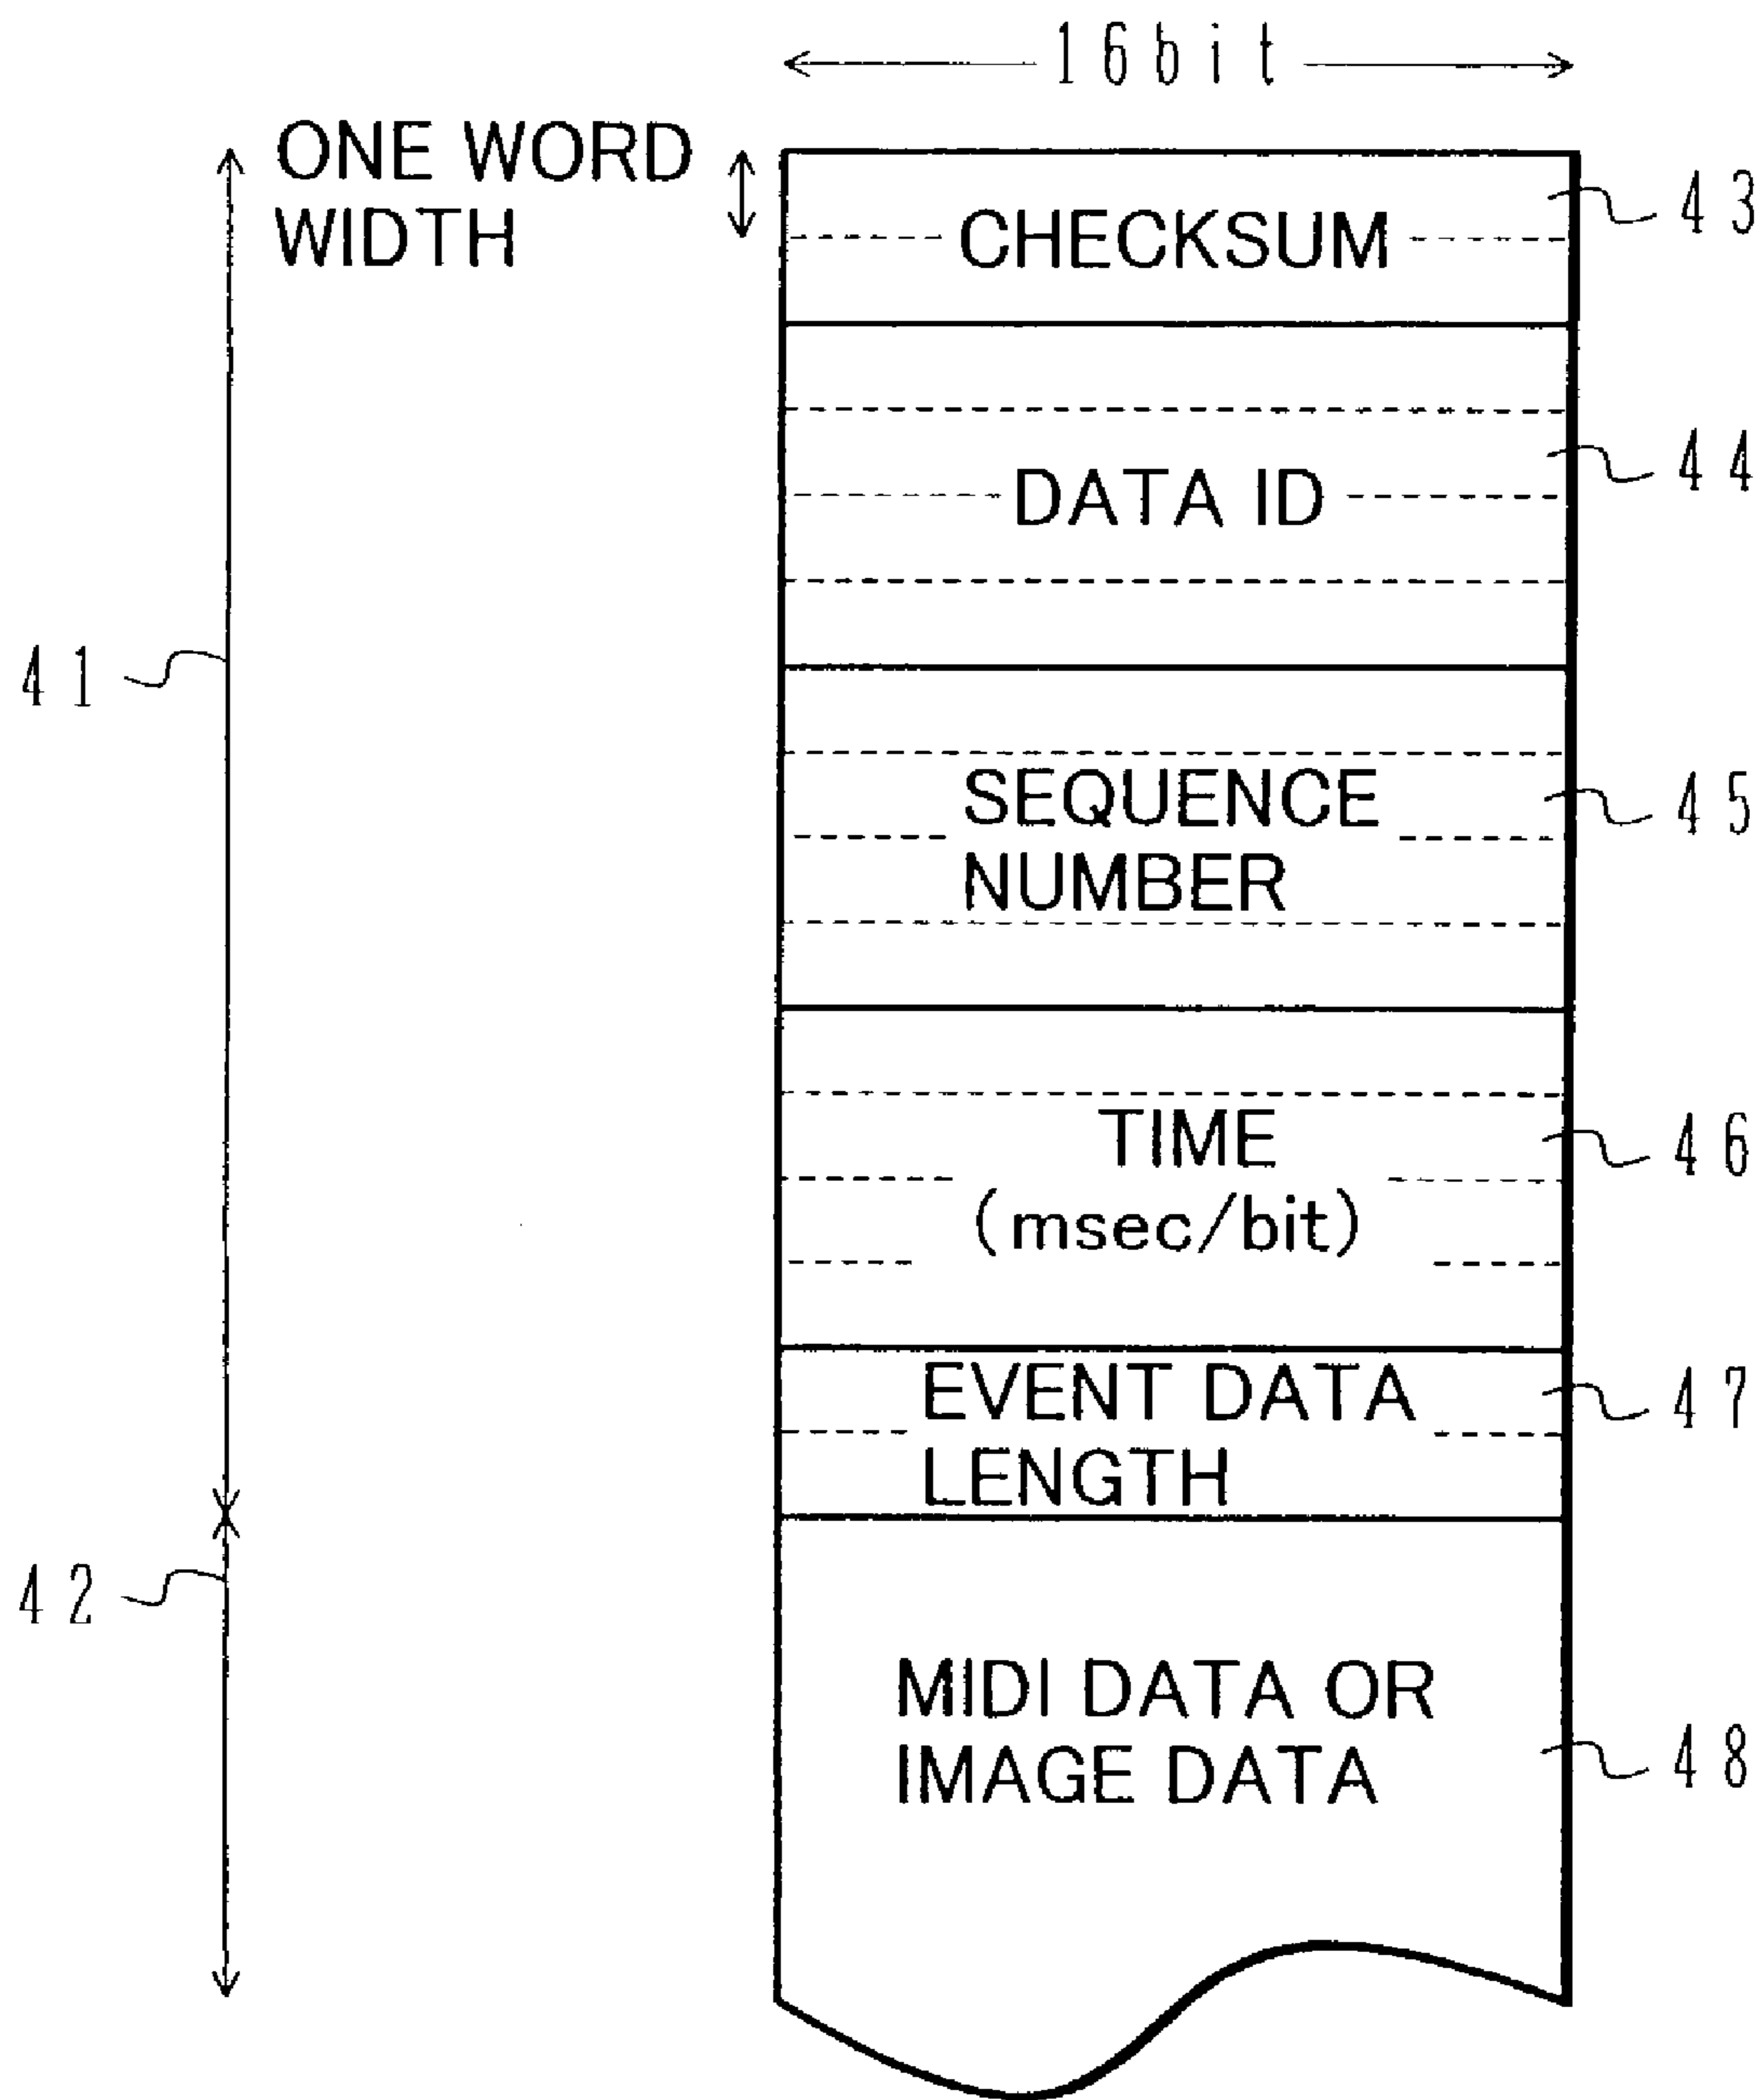 16bit
ONE WORD
WIDTH
CHECKSUM
43
DATA ID
44
41
SEQUENCE
NUMBER
45
TIME
(msec/bit)
46
EVENT DATA
LENGTH
47
42
MIDI DATA OR
IMAGE DATA
48